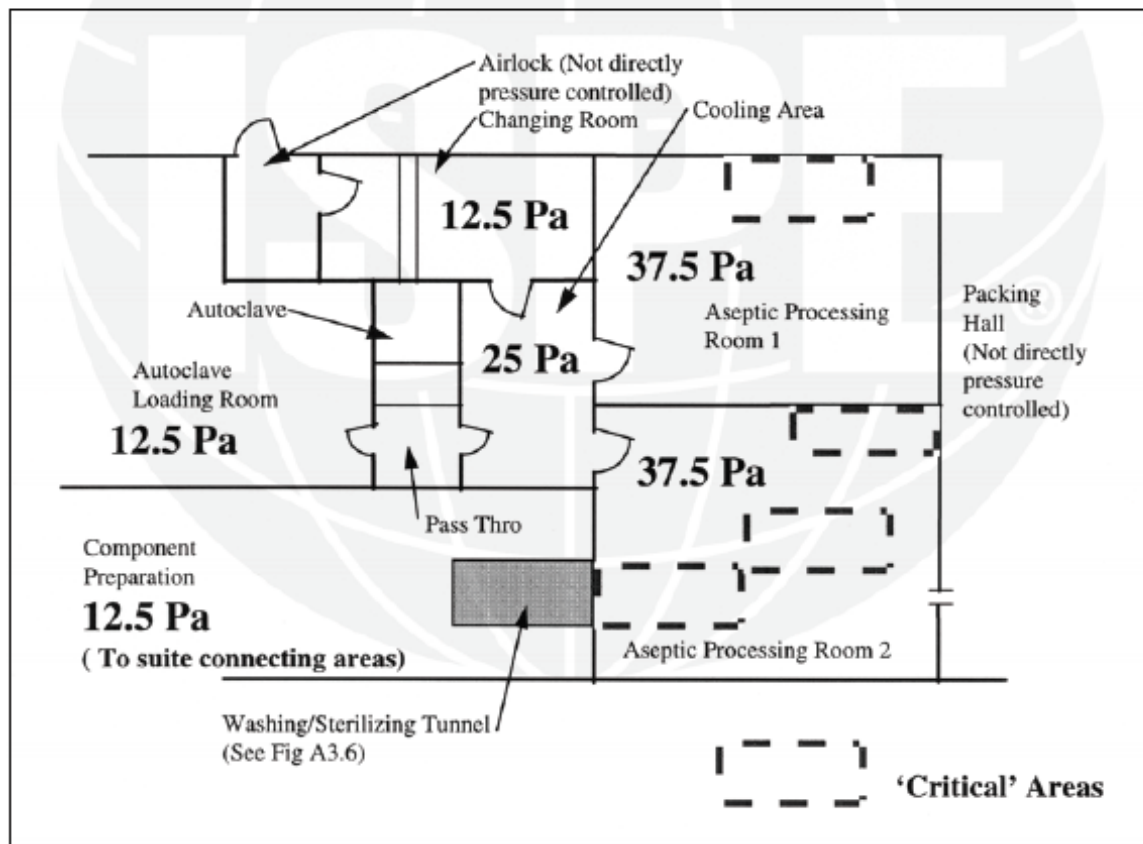 ISPE
®
Airlock (Not directly
pressure controlled)
Changing Room
Cooling Area
12.5 Pa
37.5 Pa
Aseptic Processing
Room 1
Packing
Hall
(Not directly
pressure
controlled)
Autoclave
25 Pa
Autoclave
Loading Room
12.5 Pa
37.5 Pa
Pass Thro
Component
Preparation
12.5 Pa
( To suite connecting areas)
Aseptic Processing Room 2
Washing/Sterilizing Tunnel
(See Fig A3.6)
'Critical' Areas